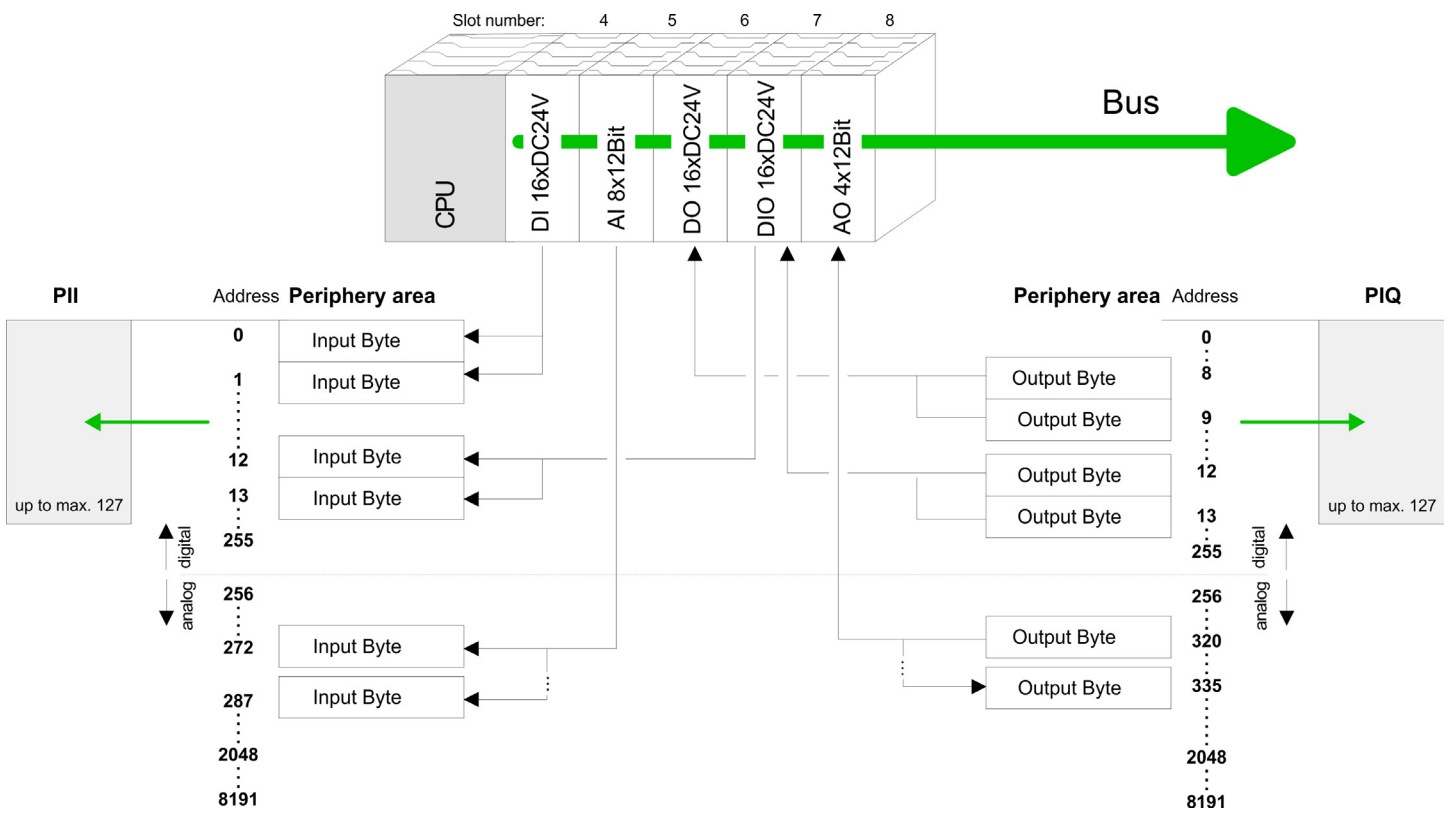 Slot number: 4 5 6 7 8
Bus
CPU
DI 16xDC24V
AI 8x12Bit
DO 16xDC24V
DIO 16xDC24V
AO 4x12Bit
PII
Address Periphery area
0
Input Byte
1
Input Byte
12
Input Byte
13
Input Byte
up to max. 127
255
digital
analog
256
272
Input Byte
287
Input Byte
2048
8191
Periphery area Address
PIQ
0
Output Byte
8
Output Byte
9
Output Byte
12
Output Byte
13
up to max. 127
255
digital
analog
256
Output Byte
320
Output Byte
335
2048
8191